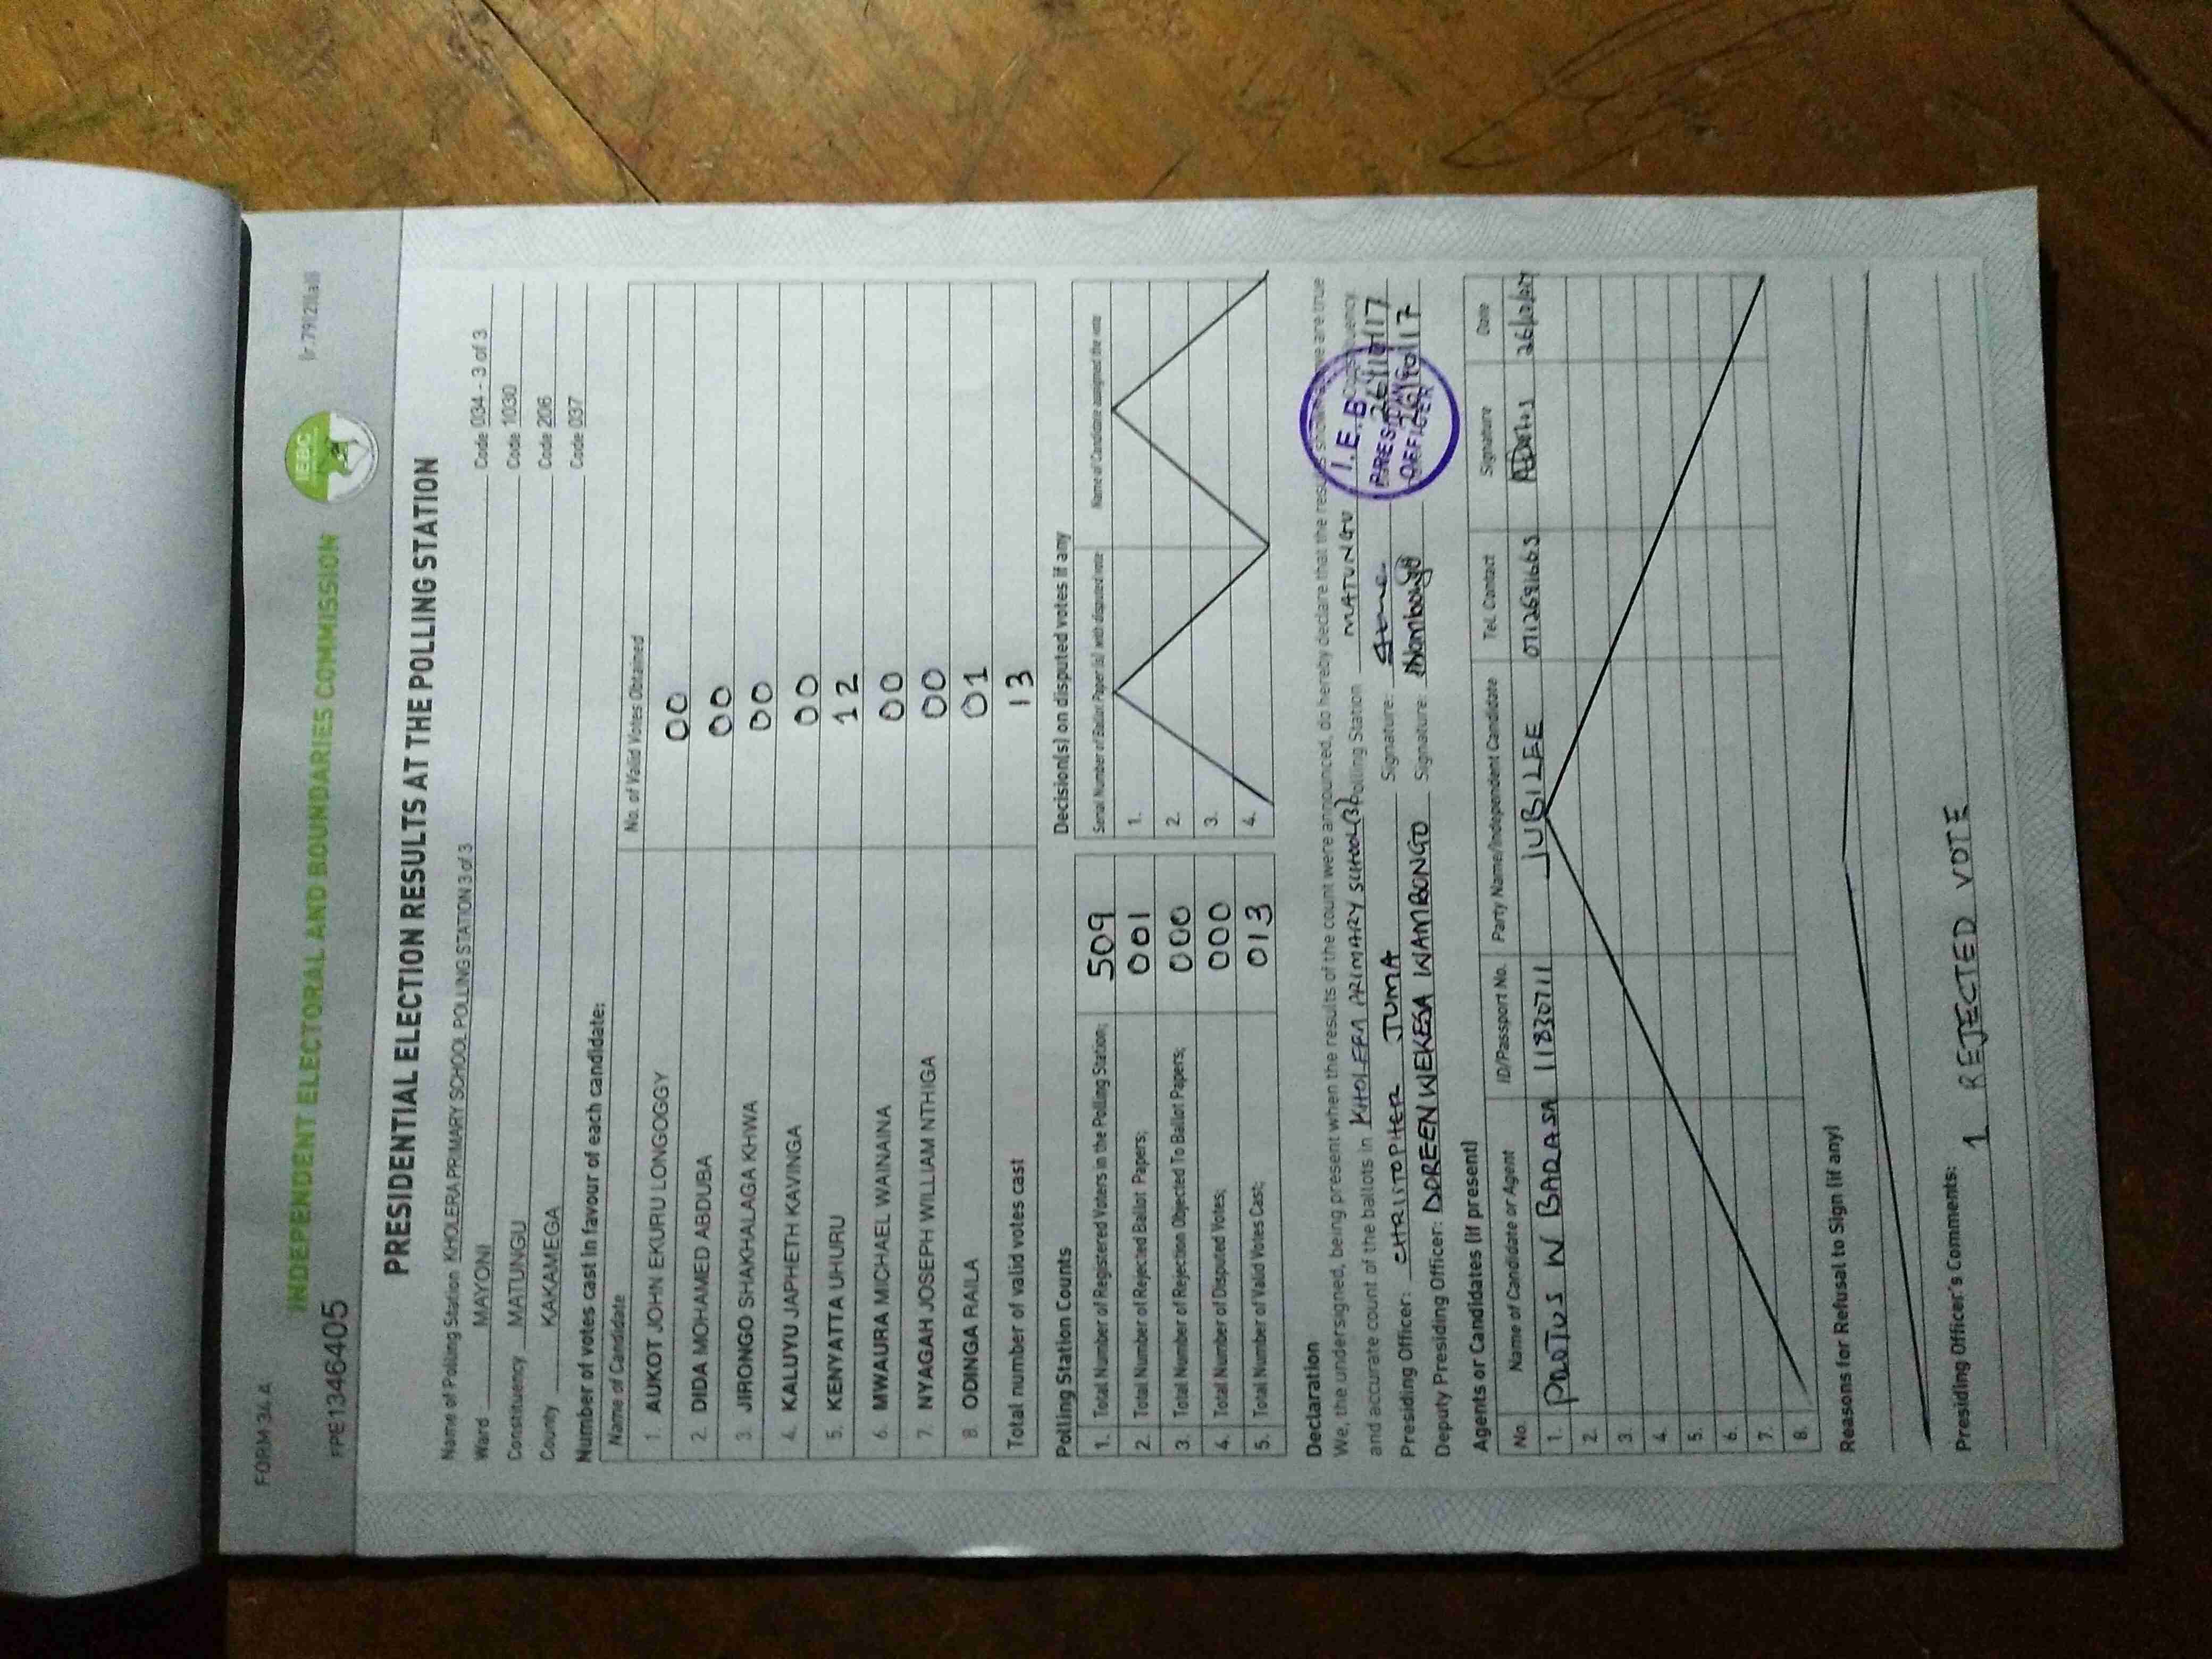 FORM 34A
INDEPENDENT ELECTORAL AND BOUNDARIES COMMISSION
IEBC
(r.79(2)(a))
FPE1346405
PRESIDENTIAL ELECTION RESULTS AT THE POLLING STATION
Name of Polling Station KHOLERA PRIMARY SCHOOL POLLING STATION 3 of 3 Code 034 - 3 of 3
Ward MAYONI Code 1030
Constituency MATUNGU Code 206
County KAKAMEGA Code 037
Number of votes cast in favour of each candidate:
Name of Candidate No. of Valid Votes Obtained
1. AUKOT JOHN EKURU LONGOGGY 00
2. DIDA MOHAMED ABDUBA 00
3. JIRONGO SHAKHALAGA KHWA 00
4. KALUYU JAPHETH KAVINGA 00
5. KENYATTA UHURU 12
6. MWAURA MICHAEL WAINAINA 00
7. NYAGAH JOSEPH WILLIAM NTHIGA 00
8. ODINGA RAILA 01
Total number of valid votes cast 13
Polling Station Counts
1. Total Number of Registered Voters in the Polling Station; 509
2. Total Number of Rejected Ballot Papers; 001
3. Total Number of Rejection Objected To Ballot Papers; 000
4. Total Number of Disputed Votes; 000
5. Total Number of Valid Votes Cast; 013
Decision(s) on disputed votes if any
Serial Number of Ballot Paper (s) with disputed vote Name of Candidate assigned the vote
1.
2.
3.
4.
Declaration
We, the undersigned, being present when the results of the count were announced, do hereby declare that the results shown above are true
and accurate count of the ballots in KHOLERA PRIMARY SCHOOL (3) Polling Station MATUNGU Constituency
Presiding Officer: CHRISTOPHER JUMA Signature: 26/10/17
Deputy Presiding Officer: DOREEN WEKESA WAMBONGO Signature: 26/10/17
I.E.B.C
PRESIDING
OFFICER
Agents or Candidates (if present)
No. Name of Candidate or Agent ID/Passport No. Party Name/Independent Candidate Tel. Contact Signature Date
1. PROTUS W BARASA 11830711 JUBILEE 0712691663 26/10/2017
2.
3.
4.
5.
6.
7.
8.
Reasons for Refusal to Sign (if any)
Presiding Officer's Comments:
1 REJECTED VOTE